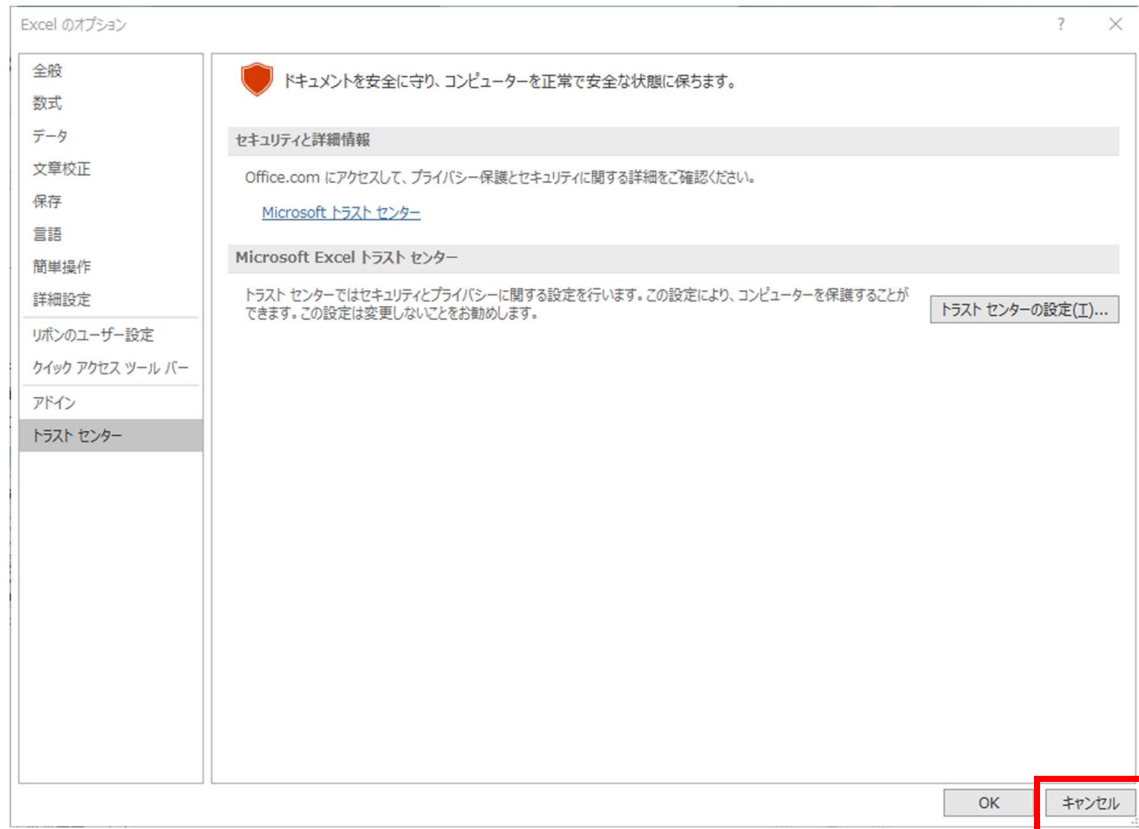 Excel のオプション
?
×
全般
数式
データ
文章校正
保存
言語
簡単操作
詳細設定
リボンのユーザー設定
クイック アクセス ツール バー
アドイン
トラスト センター
ドキュメントを安全に守り、コンピューターを正常で安全な状態に保ちます。
セキュリティと詳細情報
Office.com にアクセスして、プライバシー保護とセキュリティに関する詳細をご確認ください。
Microsoft トラスト センター
Microsoft Excel トラスト センター
トラスト センターではセキュリティとプライバシーに関する設定を行います。この設定により、コンピューターを保護することが
できます。この設定は変更しないことをお勧めします。
トラスト センターの設定(T)...
OK
キャンセル